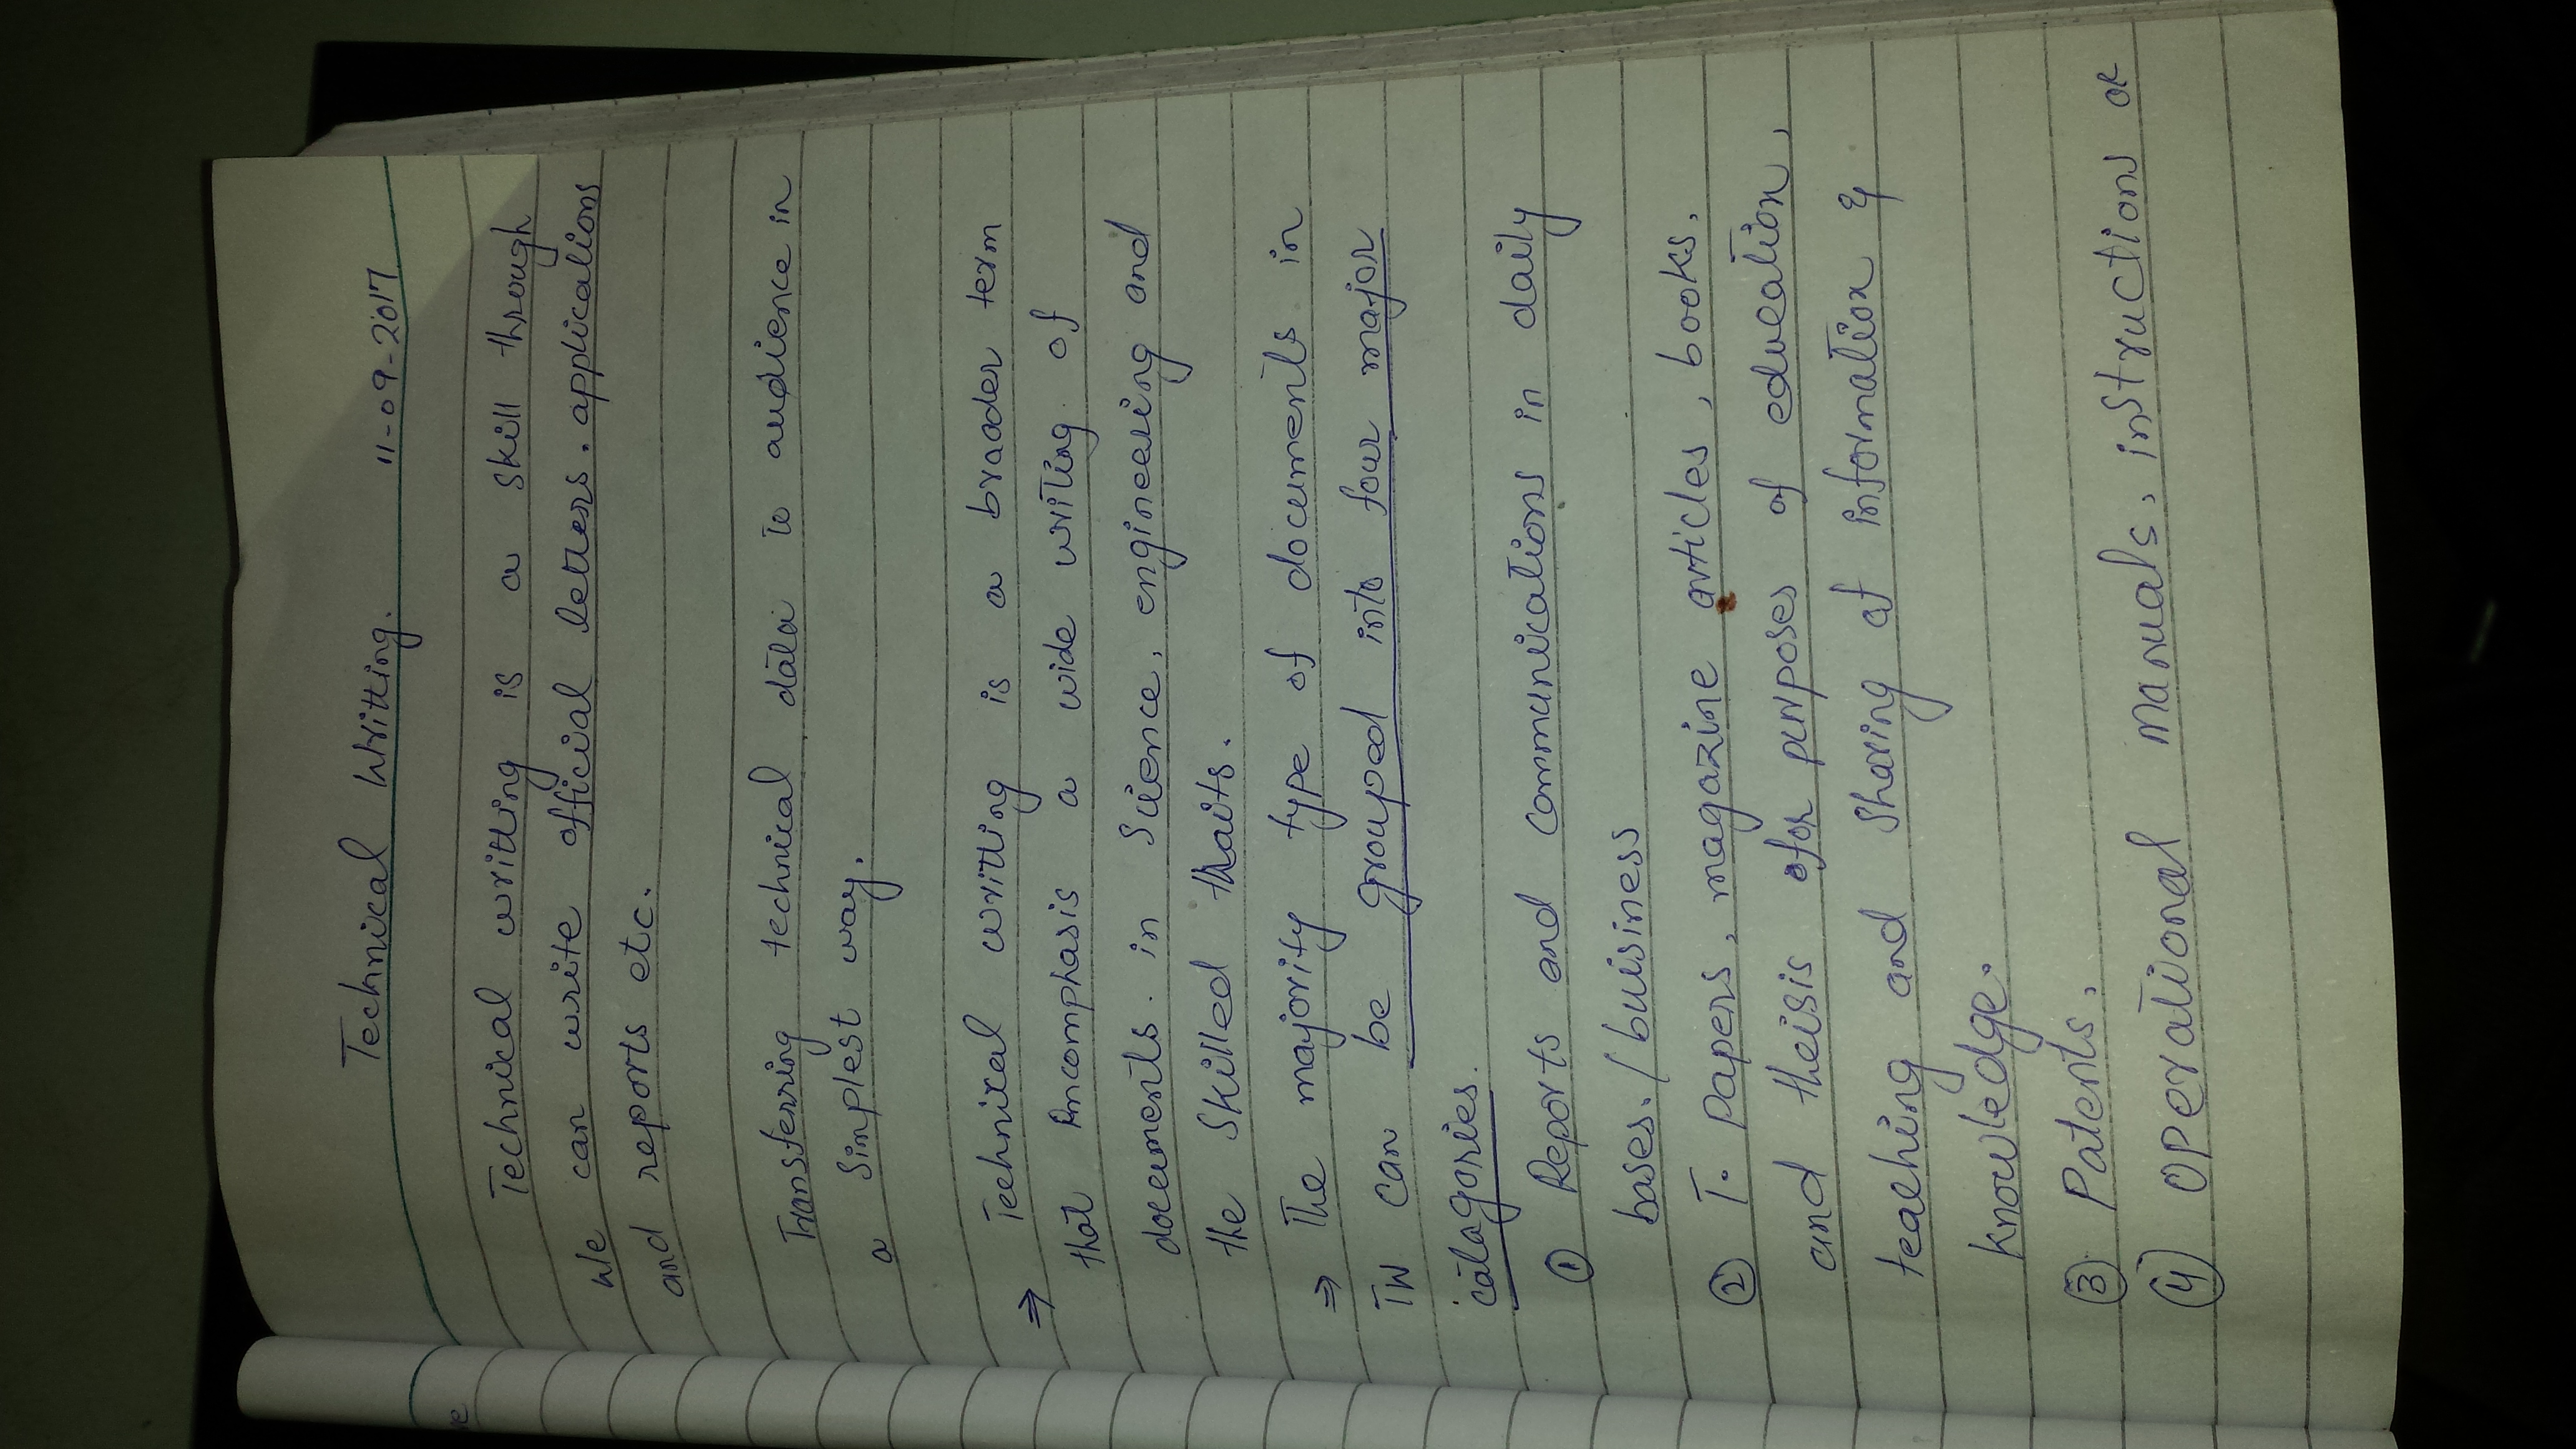 Technical Writting. 11-09-2017
Technical writting is a skill through
we can write official letters. applications
and reports etc.
Transferring technical data to audience in
a simplest way.
⇒ Technical writting is a braoder term
that Emcomphasis a wide writing of
documents in Science, engineering and
the Skilled thaits.
⇒ The majority type of documents in
TW can be grouped into four major
catagories.
① Reports and communications in daily
bases. / buisiness
② T. papers, magazine articles, books,
and theisis for purposes of education,
teaching and Sharing of information &
knowledge.
③ Patents,
④ Operational manuals, instructions or